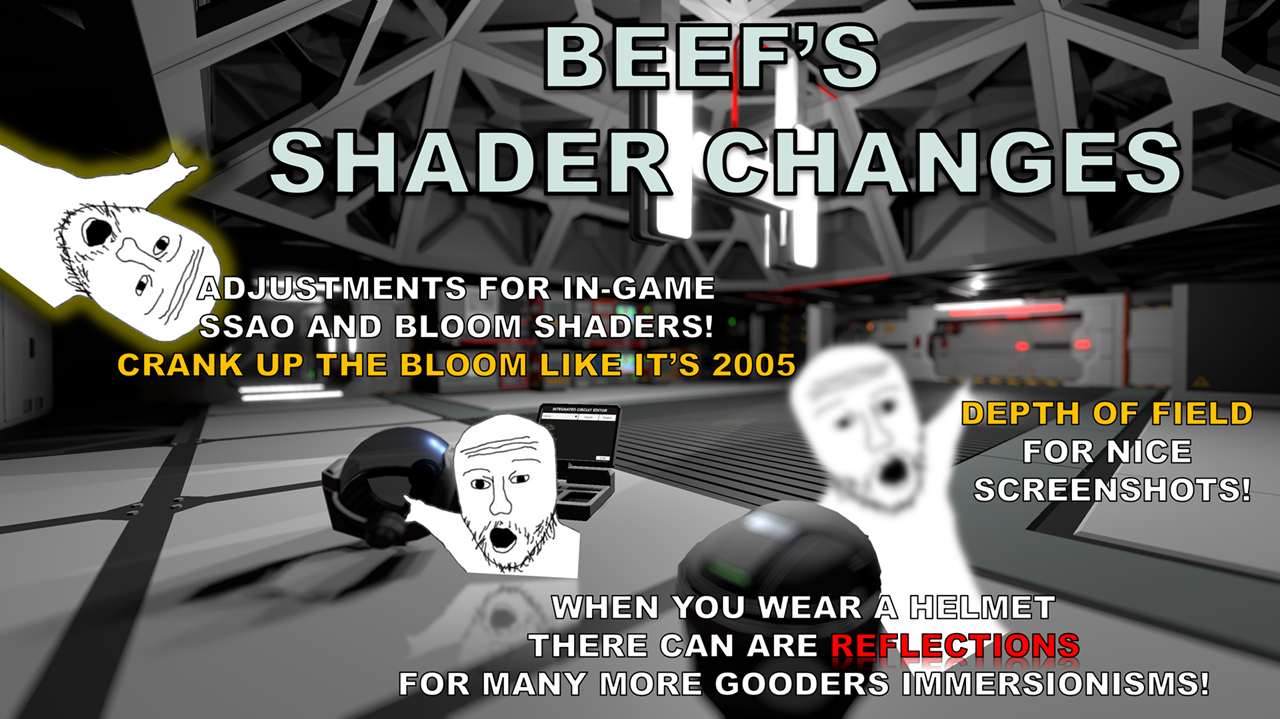 BEEF'S
SHADER CHANGES
ADJUSTMENTS FOR IN-GAME
SSAO AND BLOOM SHADERS!
CRANK UP THE BLOOM LIKE IT'S 2005
INTEGRATED CIRCUIT EDITOR
DEPTH OF FIELD
FOR NICE
SCREENSHOTS!
WHEN YOU WEAR A HELMET
THERE CAN ARE REFLECTIONS
FOR MANY MORE GOODERS IMMERSIONISMS!